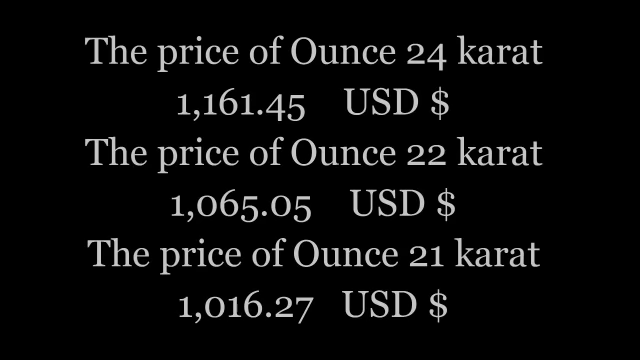 The price of Ounce 24 karat
1,161.45 USD $
The price of Ounce 22 karat
1,065.05 USD $
The price of Ounce 21 karat
1,016.27 USD $